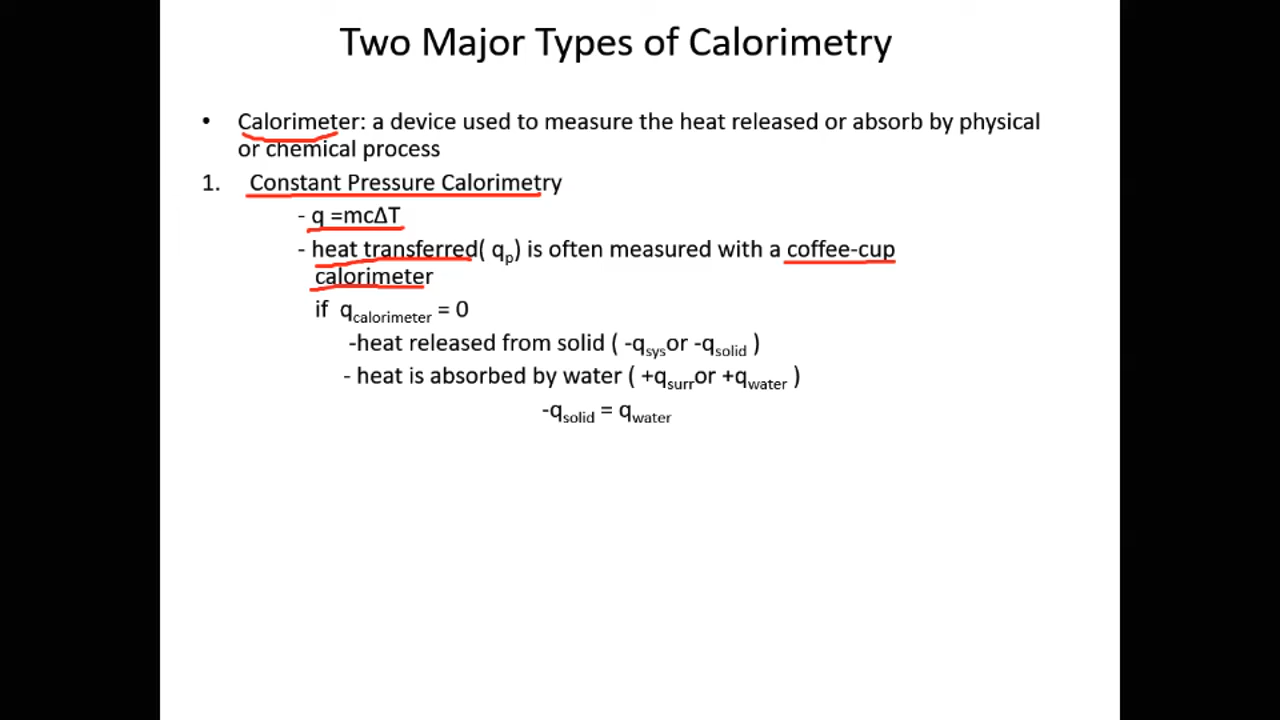 Two Major Types of Calorimetry
• Calorimeter: a device used to measure the heat released or absorb by physical
or chemical process
1. Constant Pressure Calorimetry
- q =mcΔT
- heat transferred( qp) is often measured with a coffee-cup
calorimeter
if qcalorimeter = 0
-heat released from solid ( -qsysor -qsolid )
- heat is absorbed by water ( +qsurror +qwater )
-qsolid = qwater